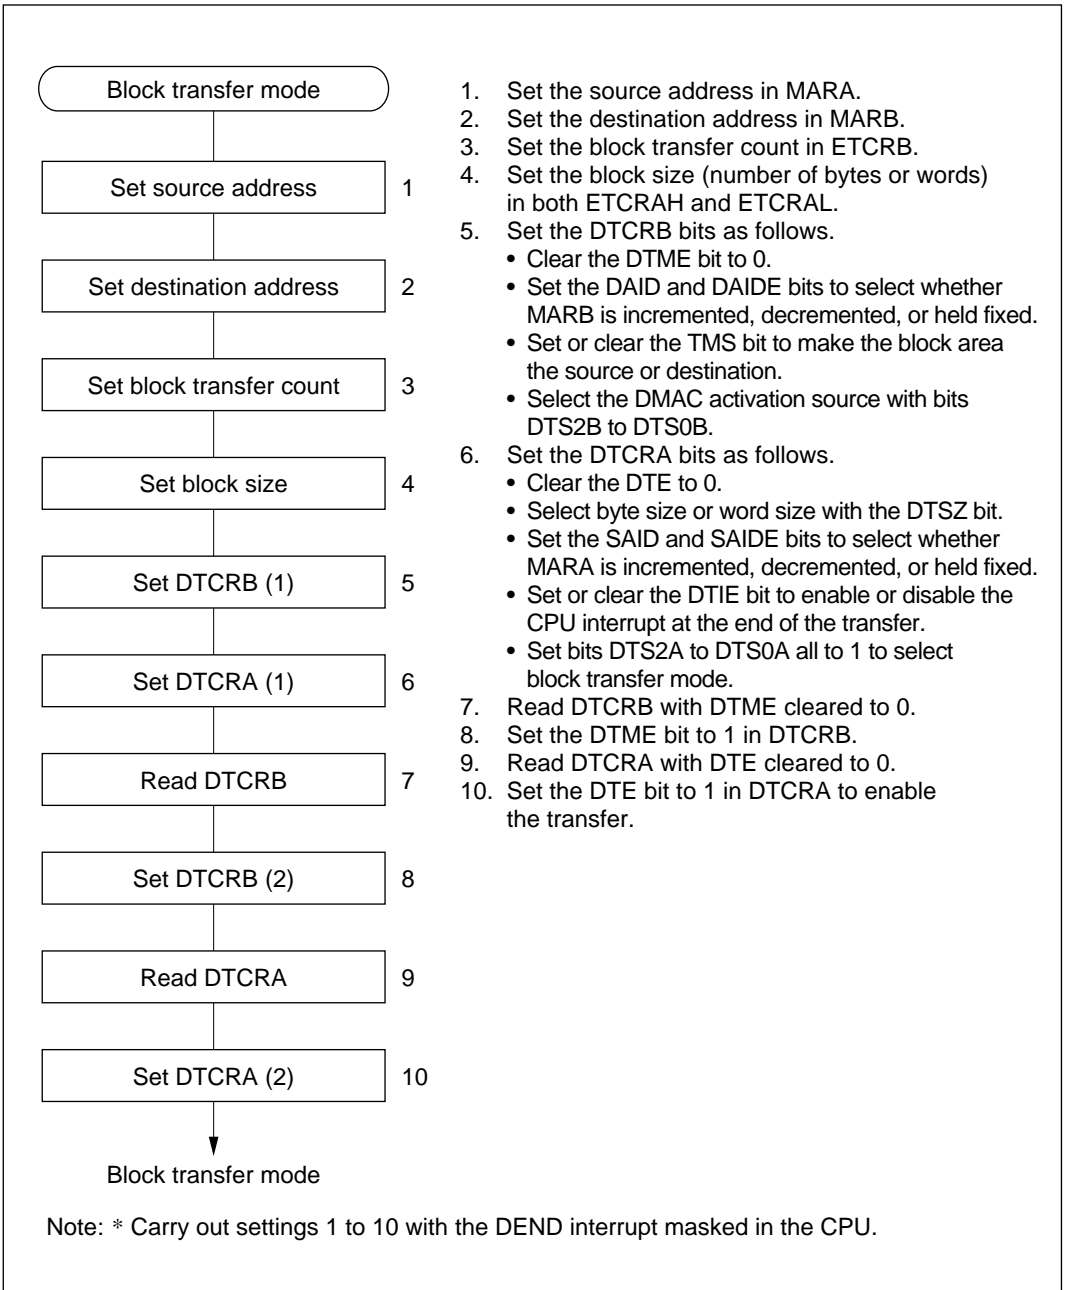 Block transfer mode
Set source address 1
Set destination address 2
Set block transfer count 3
Set block size 4
Set DTCRB (1) 5
Set DTCRA (1) 6
Read DTCRB 7
Set DTCRB (2) 8
Read DTCRA 9
Set DTCRA (2) 10
Block transfer mode
1. Set the source address in MARA.
2. Set the destination address in MARB.
3. Set the block transfer count in ETCRB.
4. Set the block size (number of bytes or words)
in both ETCRAH and ETCRAL.
5. Set the DTCRB bits as follows.
• Clear the DTME bit to 0.
• Set the DAID and DAIDE bits to select whether
MARB is incremented, decremented, or held fixed.
• Set or clear the TMS bit to make the block area
the source or destination.
• Select the DMAC activation source with bits
DTS2B to DTS0B.
6. Set the DTCRA bits as follows.
• Clear the DTE to 0.
• Select byte size or word size with the DTSZ bit.
• Set the SAID and SAIDE bits to select whether
MARA is incremented, decremented, or held fixed.
• Set or clear the DTIE bit to enable or disable the
CPU interrupt at the end of the transfer.
• Set bits DTS2A to DTS0A all to 1 to select
block transfer mode.
7. Read DTCRB with DTME cleared to 0.
8. Set the DTME bit to 1 in DTCRB.
9. Read DTCRA with DTE cleared to 0.
10. Set the DTE bit to 1 in DTCRA to enable
the transfer.
Note: * Carry out settings 1 to 10 with the DEND interrupt masked in the CPU.